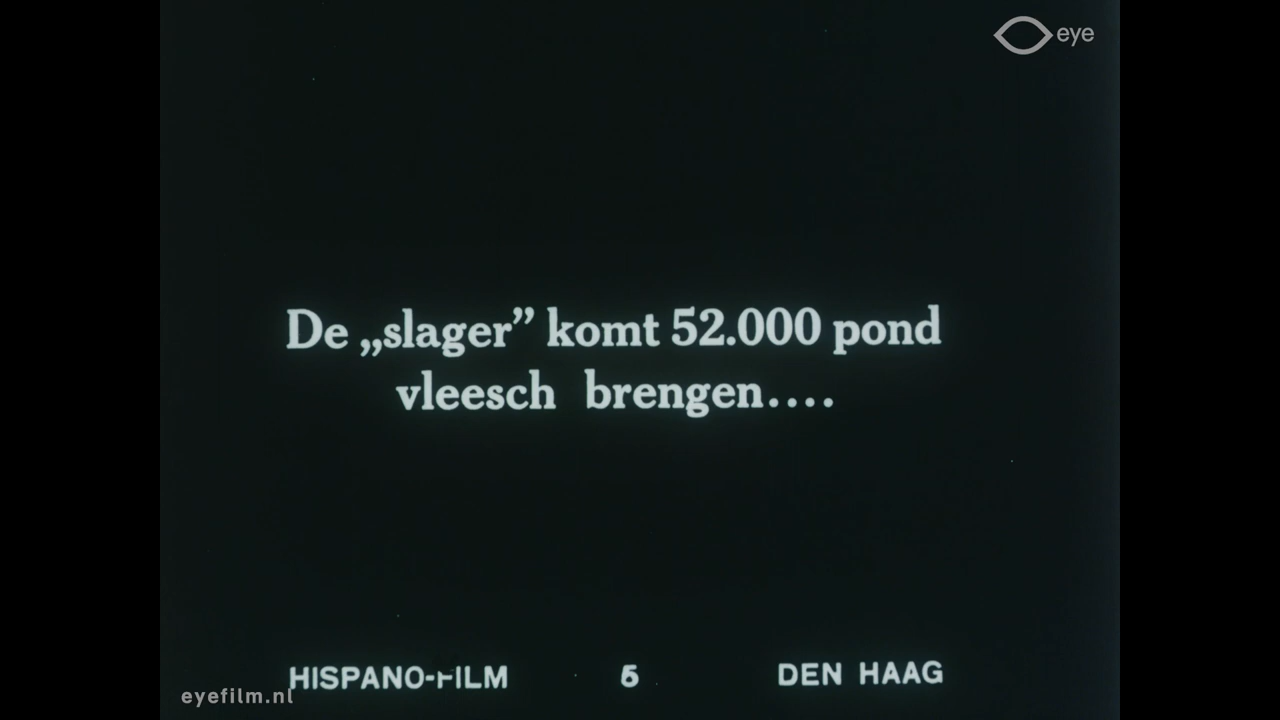 eye
De „slager” komt 52.000 pond
vleesch brengen....
HISPANO-FILM 5 DEN HAAG
eyefilm.nl